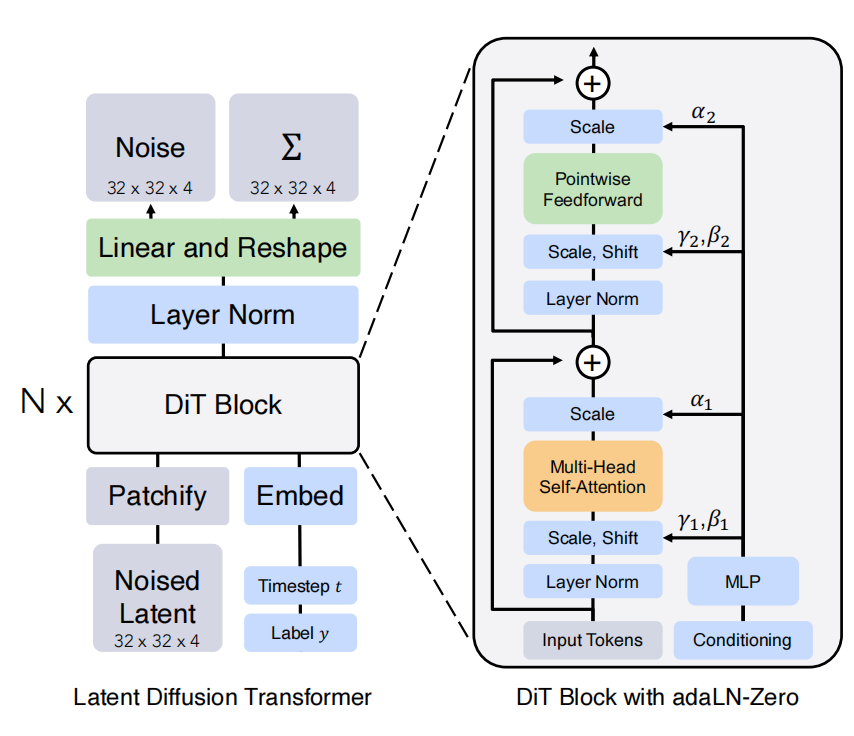 Noise
32 x 32 x 4
Σ
32 x 32 x 4
Linear and Reshape
Layer Norm
N x
DiT Block
Patchify
Embed
Noised
Latent
32 x 32 x 4
Timestep t
Label y
Latent Diffusion Transformer
+
Scale
α₂
Pointwise
Feedforward
γ₂,β₂
Scale, Shift
Layer Norm
+
Scale
α₁
Multi-Head
Self-Attention
γ₁,β₁
Scale, Shift
Layer Norm
MLP
Input Tokens
Conditioning
DiT Block with adaLN-Zero